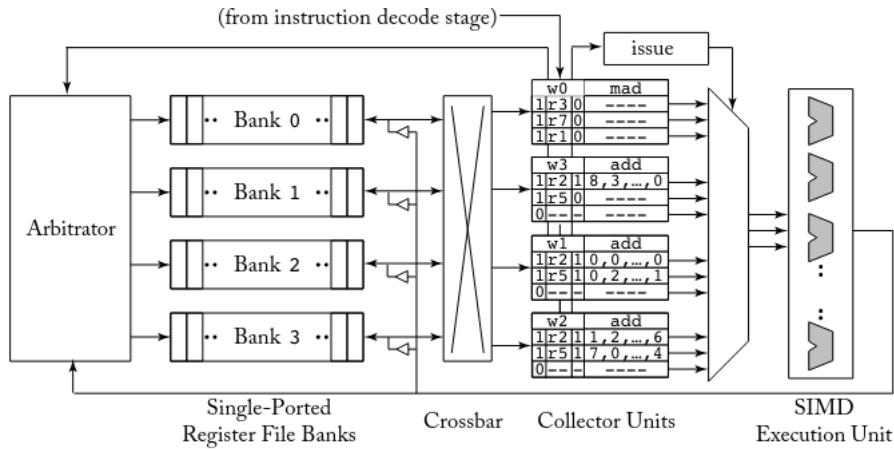 (from instruction decode stage)
issue
Arbitrator
•• Bank 0 ••
•• Bank 1 ••
•• Bank 2 ••
•• Bank 3 ••
w0 mad
1 r3 0 ----
1 r7 0 ----
1 r1 0 ----
w3 add
1 r2 1 8,3,…,0
1 r5 0 ----
0 -- - ----
w1 add
1 r2 1 0,0,…,0
1 r5 1 0,2,…,1
0 -- - ----
w2 add
1 r2 1 1,2,…,6
1 r5 1 7,0,…,4
0 -- - ----
Single-Ported
Register File Banks
Crossbar
Collector Units
SIMD
Execution Unit